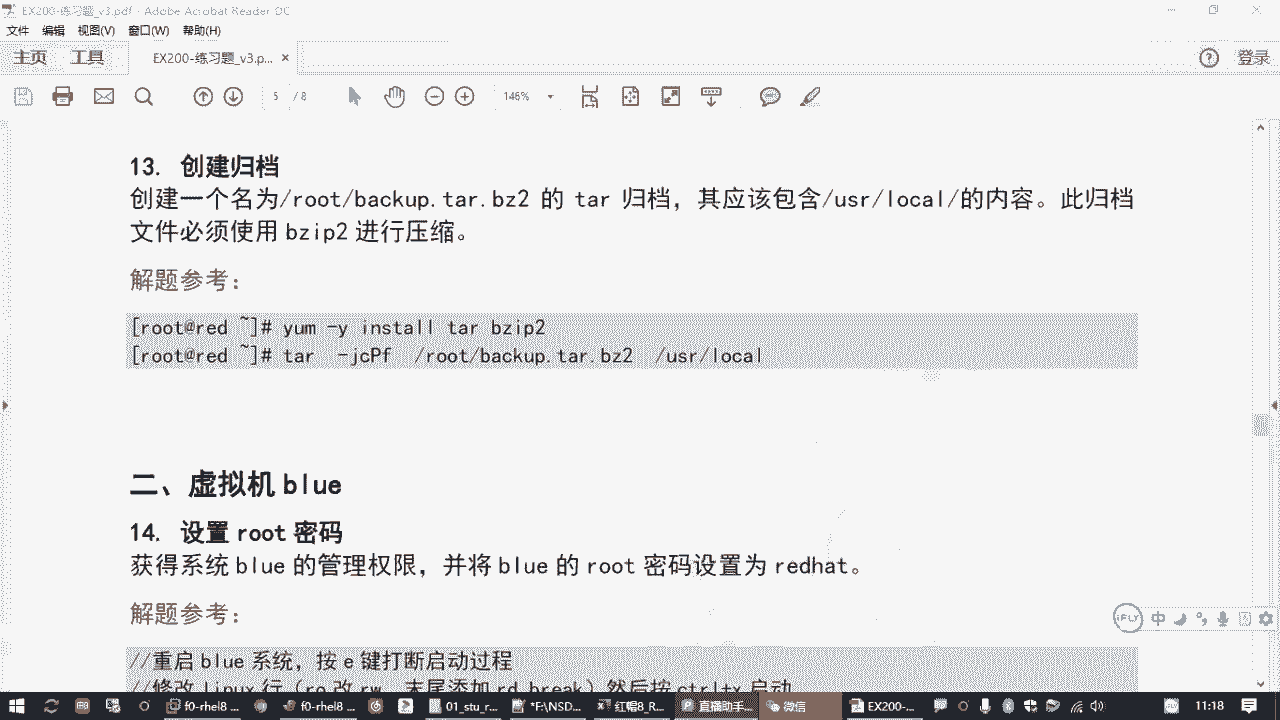 EX200-练习题_v3.pdf - Adobe Acrobat Reader DC
文件 编辑 视图(V) 窗口(W) 帮助(H)
主页 工具 EX200-练习题_v3.p... × 登录
5 / 8 146%
13. 创建归档
创建一个名为/root/backup.tar.bz2 的 tar 归档，其应该包含/usr/local/的内容。此归档
文件必须使用 bzip2 进行压缩。
解题参考：
[root@red ~]# yum -y install tar bzip2
[root@red ~]# tar -jcPf /root/backup.tar.bz2 /usr/local
二、虚拟机 blue
14. 设置 root 密码
获得系统 blue 的管理权限，并将 blue 的 root 密码设置为 redhat。
解题参考：
//重启 blue 系统，按 e 键打断启动过程
//修改 linux 行（ro 改 rw，末尾添加 rd.break）然后按 ctrl+x 启动
iFLY 中
f0-rhel8 ... f0-rhel8 ... 01_stu_r... *F:\NSD... 红帽8_R... 直播助手... 微信 EX200-... 11:18